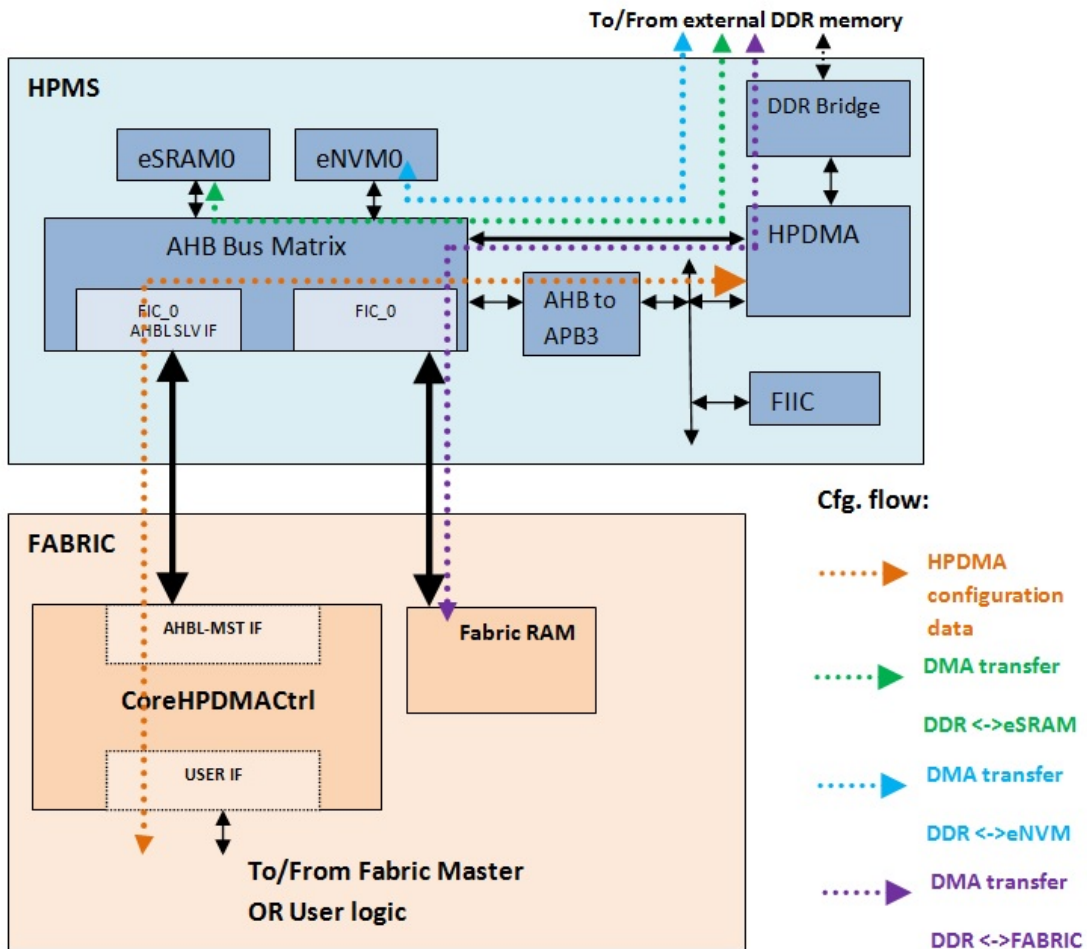 To/From external DDR memory
HPMS
DDR Bridge
eSRAM0
eNVM0
HPDMA
AHB Bus Matrix
FIC_0
AHBL SLV IF
FIC_0
AHB to
APB3
FIIC
Cfg. flow:
FABRIC
HPDMA
configuration
data
AHBL-MST IF
Fabric RAM
DMA transfer
CoreHPDMACtrl
DDR <->eSRAM
USER IF
DMA transfer
DDR <->eNVM
To/From Fabric Master
OR User logic
DMA transfer
DDR <->FABRIC